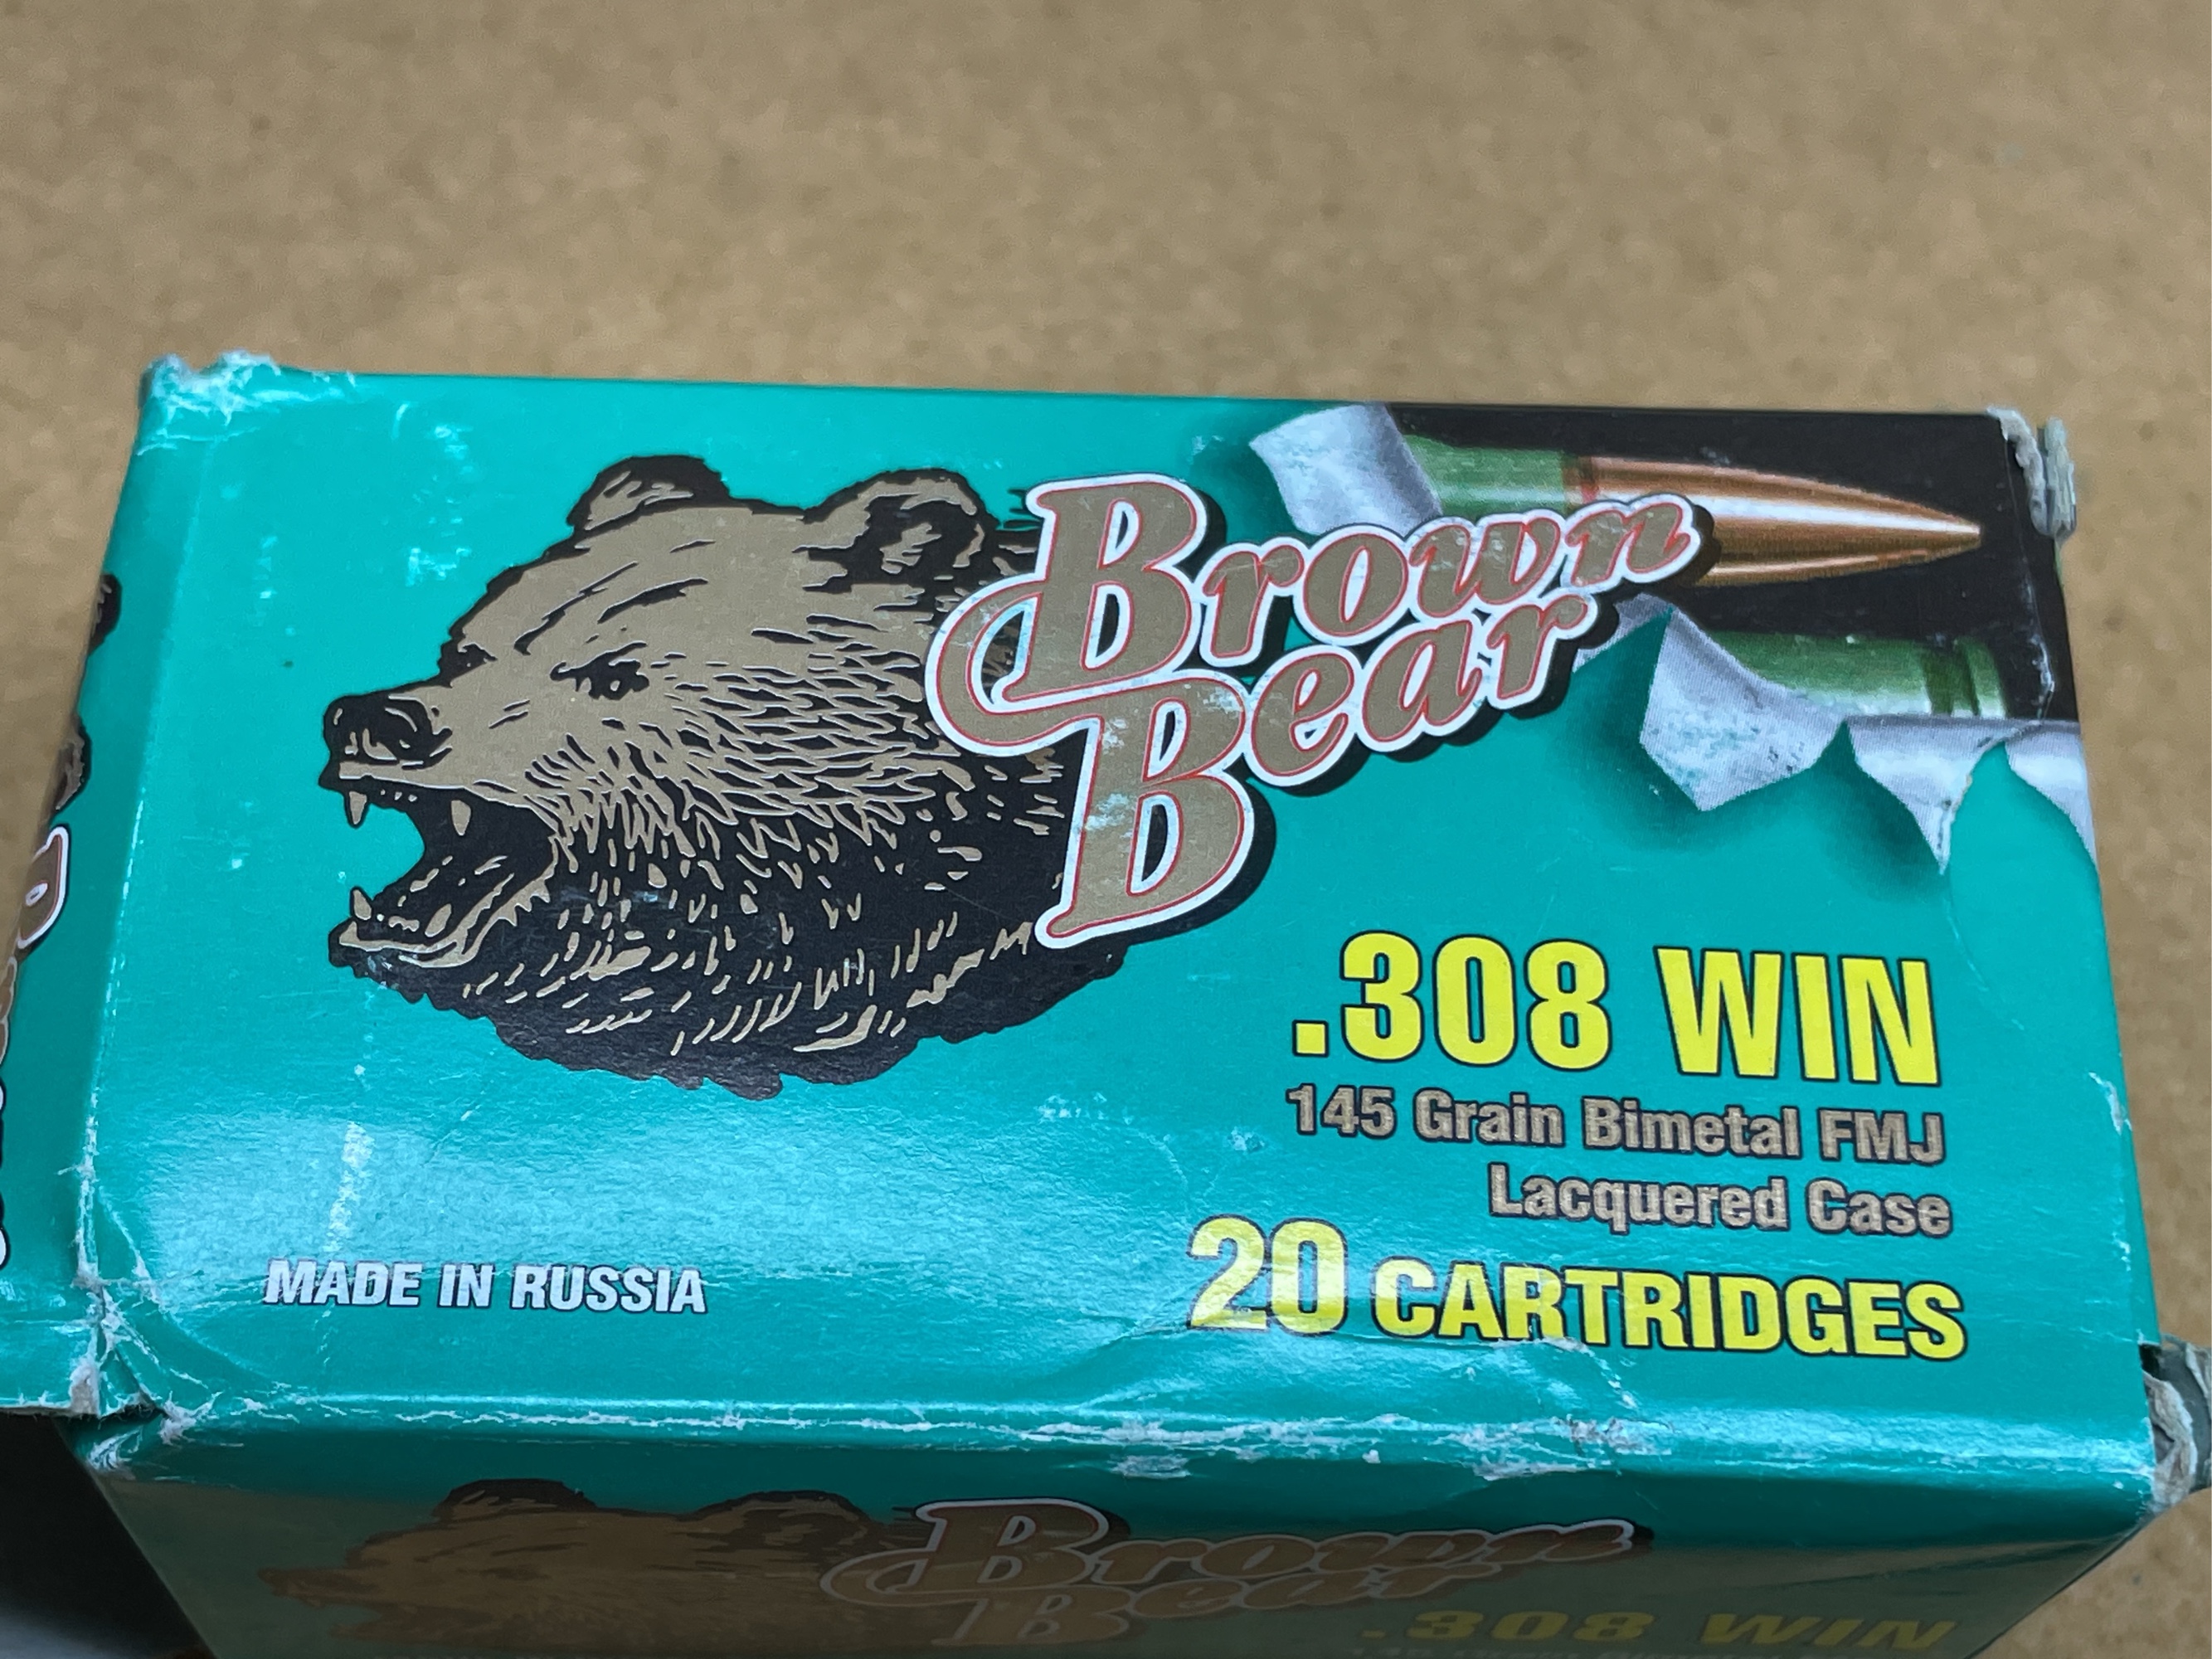 Brown
Bear
.308 WIN
145 Grain Bimetal FMJ
Lacquered Case
20 CARTRIDGES
MADE IN RUSSIA
Brown
Bear
.308 WIN